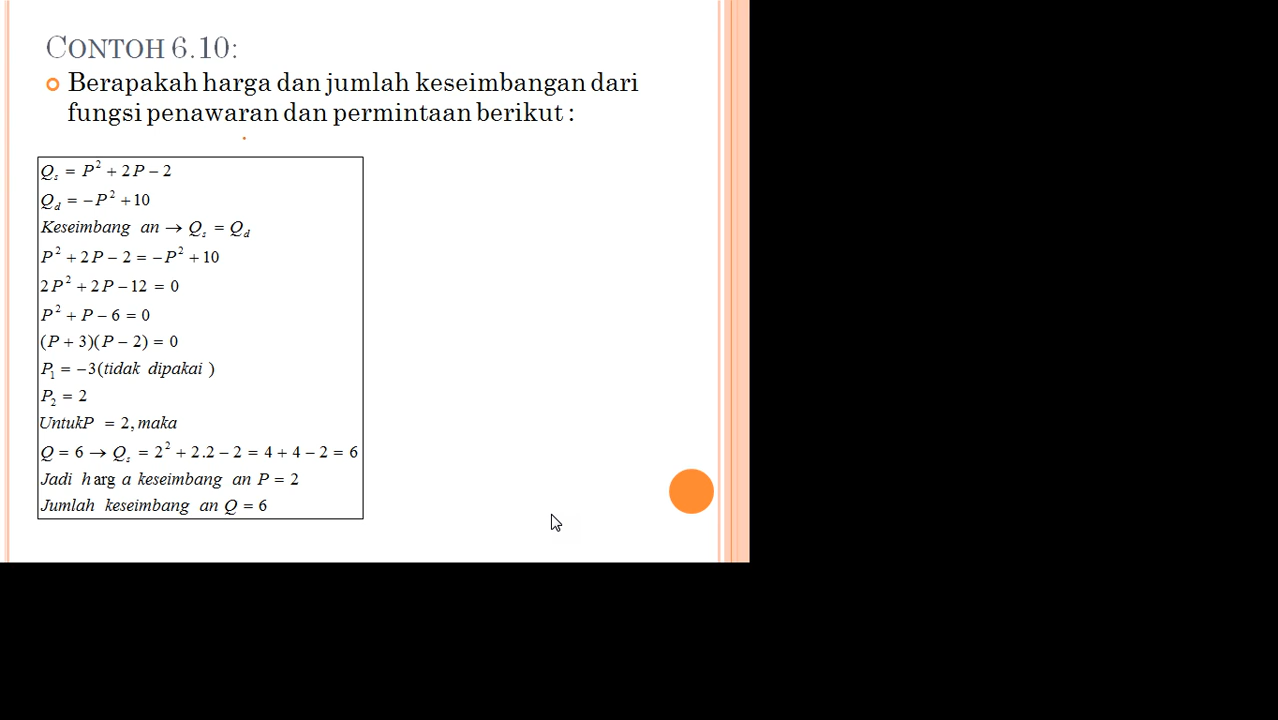 CONTOH 6.10:
Berapakah harga dan jumlah keseimbangan dari
fungsi penawaran dan permintaan berikut :
Qₛ = P² + 2P − 2
Q_d = −P² + 10
Keseimbang an → Qₛ = Q_d
P² + 2P − 2 = −P² + 10
2P² + 2P − 12 = 0
P² + P − 6 = 0
(P + 3)(P − 2) = 0
P₁ = −3(tidak dipakai )
P₂ = 2
UntukP = 2, maka
Q = 6 → Qₛ = 2² + 2.2 − 2 = 4 + 4 − 2 = 6
Jadi h arg a keseimbang an P = 2
Jumlah keseimbang an Q = 6